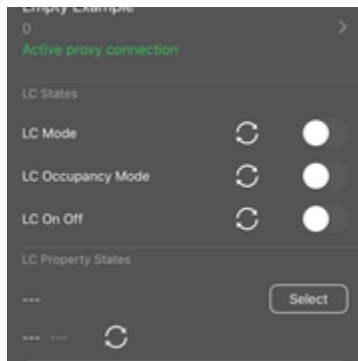 Empty Example
0
Active proxy connection
LC States
LC Mode
LC Occupancy Mode
LC On Off
LC Property States
---
Select
--- ---